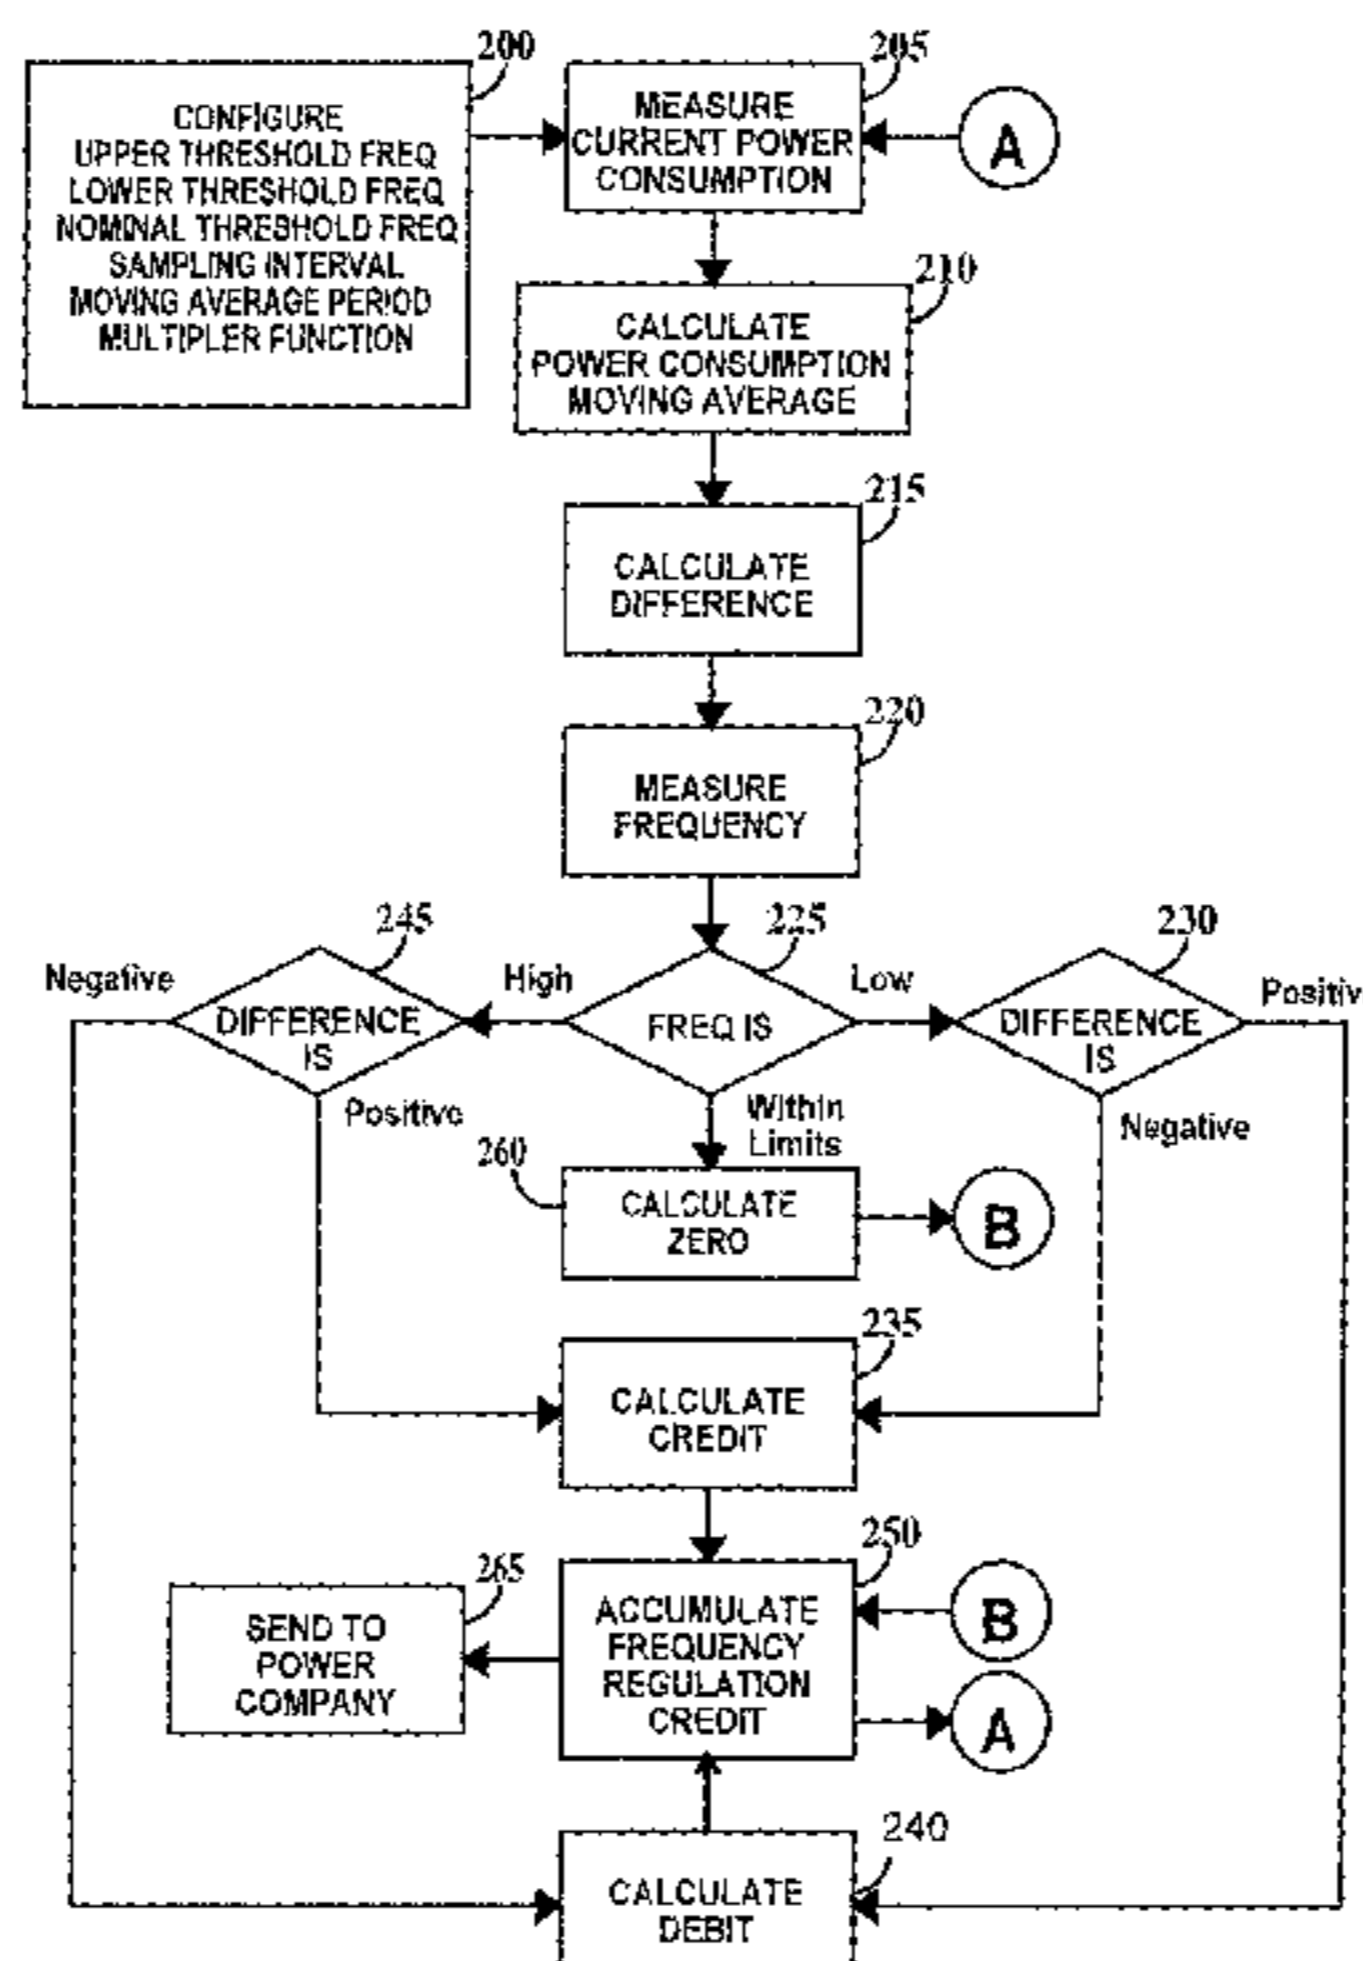 200
CONFIGURE
UPPER THRESHOLD FREQ
LOWER THRESHOLD FREQ
NOMINAL THRESHOLD FREQ
SAMPLING INTERVAL
MOVING AVERAGE PERIOD
MULTIPLER FUNCTION
205
MEASURE
CURRENT POWER
CONSUMPTION
A
210
CALCULATE
POWER CONSUMPTION
MOVING AVERAGE
215
CALCULATE
DIFFERENCE
220
MEASURE
FREQUENCY
245
Negative
DIFFERENCE
IS
High
225
FREQ IS
Low
230
DIFFERENCE
IS
Positiv
Positive
Within
Limits
Negative
260
CALCULATE
ZERO
B
235
CALCULATE
CREDIT
265
SEND TO
POWER
COMPANY
250
ACCUMULATE
FREQUENCY
REGULATION
CREDIT
B
A
240
CALCULATE
DEBIT